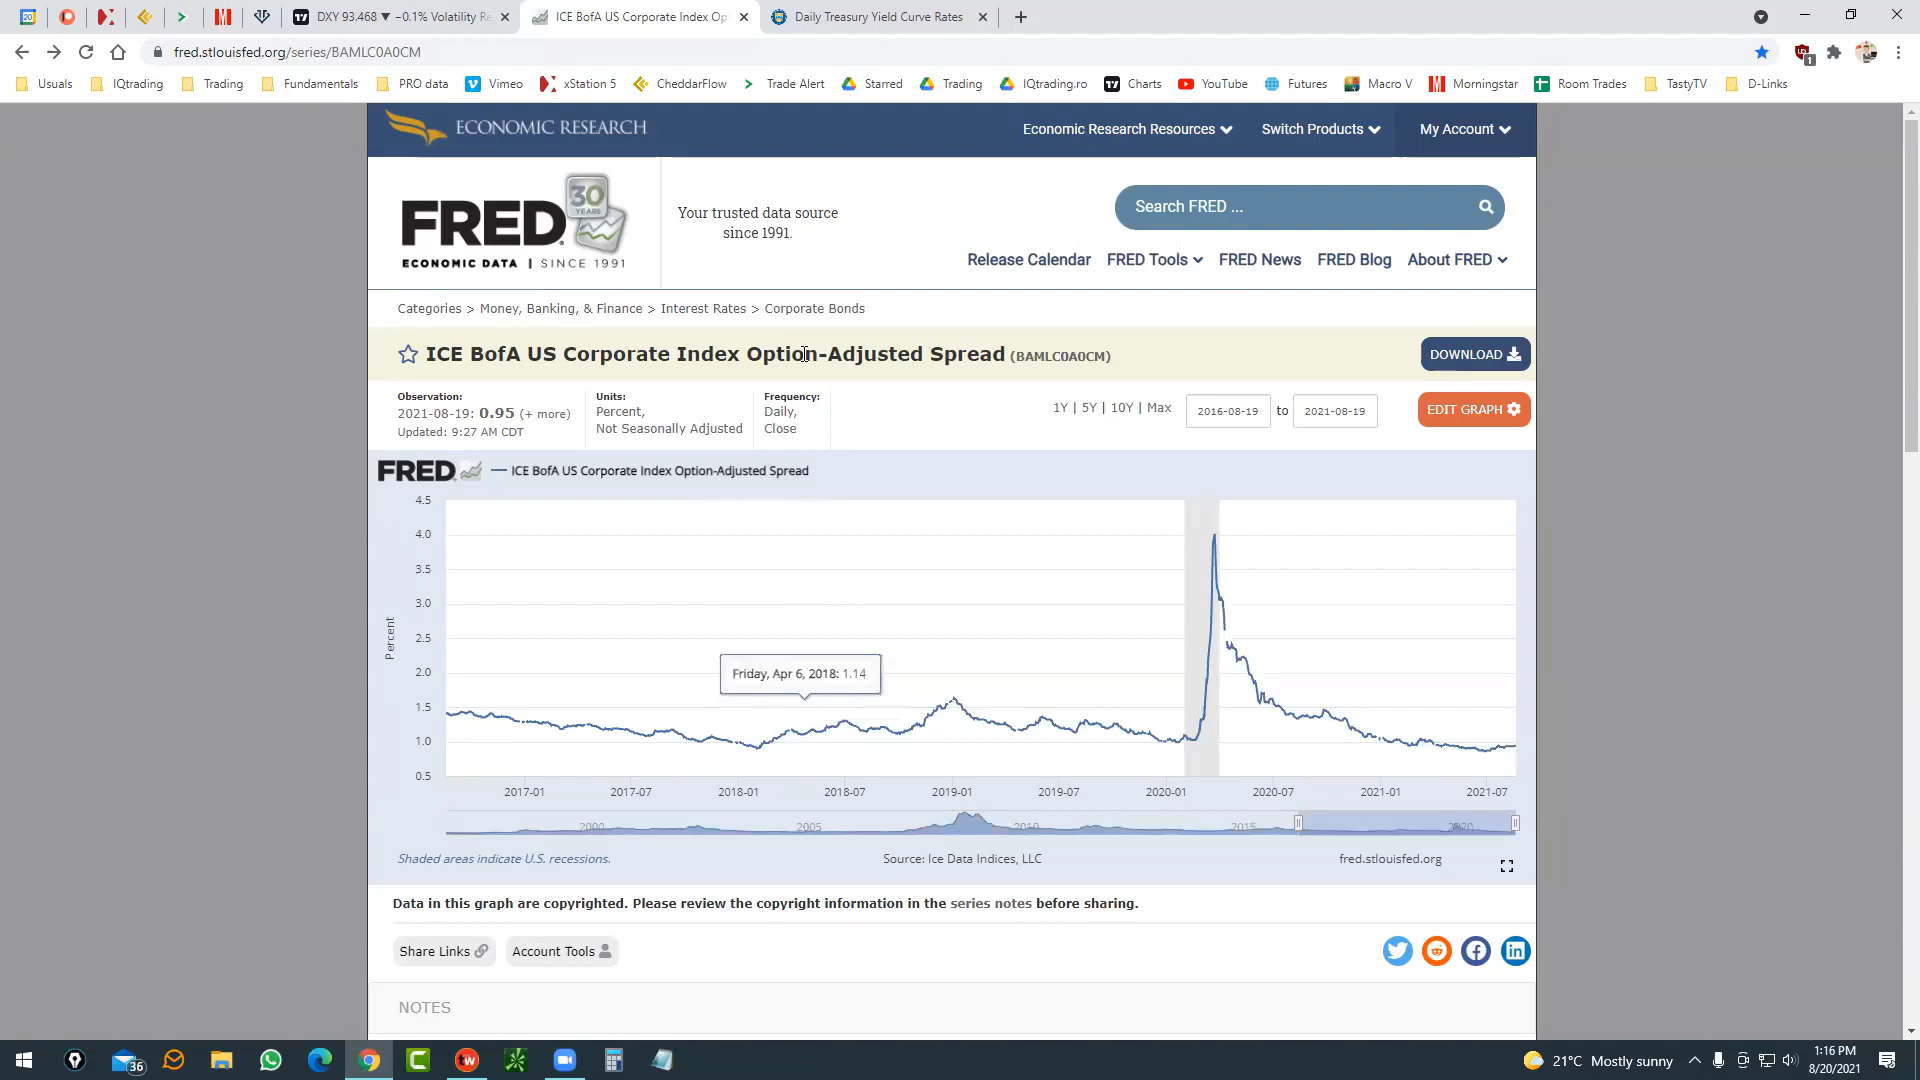 DXY 93.468 ▼ −0.1% Volatility Re
ICE BofA US Corporate Index Op
Daily Treasury Yield Curve Rates
fred.stlouisfed.org/series/BAMLC0A0CM
1
Usuals
IQtrading
Trading
Fundamentals
PRO data
Vimeo
xStation 5
CheddarFlow
Trade Alert
Starred
Trading
IQtrading.ro
Charts
YouTube
Futures
Macro V
Morningstar
Room Trades
TastyTV
D-Links
ECONOMIC RESEARCH
Economic Research Resources
Switch Products
My Account
FRED
30
YEARS
ECONOMIC DATA | SINCE 1991
Your trusted data source
since 1991.
Search FRED ...
Release Calendar
FRED Tools
FRED News
FRED Blog
About FRED
Categories > Money, Banking, & Finance > Interest Rates > Corporate Bonds
ICE BofA US Corporate Index Option-Adjusted Spread (BAMLC0A0CM)
DOWNLOAD
Observation:
2021-08-19: 0.95 (+ more)
Updated: 9:27 AM CDT
Units:
Percent,
Not Seasonally Adjusted
Frequency:
Daily,
Close
1Y | 5Y | 10Y | Max
2016-08-19 to 2021-08-19
EDIT GRAPH
FRED
ICE BofA US Corporate Index Option-Adjusted Spread
4.5
4.0
3.5
3.0
2.5
2.0
1.5
1.0
0.5
Percent
Friday, Apr 6, 2018: 1.14
2017-01
2017-07
2018-01
2018-07
2019-01
2019-07
2020-01
2020-07
2021-01
2021-07
2000
2005
2010
2015
2020
Shaded areas indicate U.S. recessions.
Source: Ice Data Indices, LLC
fred.stlouisfed.org
Data in this graph are copyrighted. Please review the copyright information in the series notes before sharing.
Share Links
Account Tools
NOTES
36
21°C Mostly sunny
1:16 PM
8/20/2021